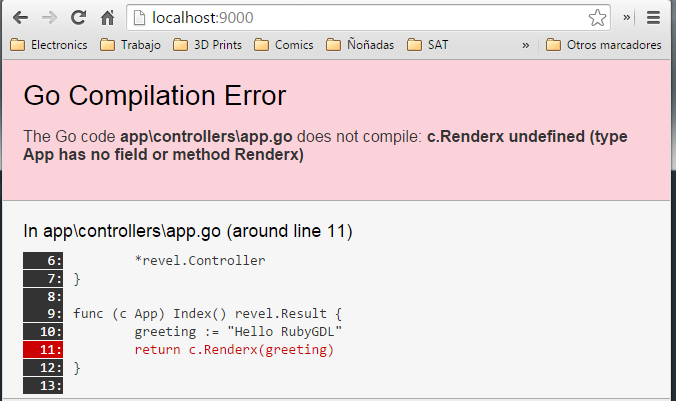 localhost:9000
Electronics Trabajo 3D Prints Comics Ñoñadas SAT » Otros marcadores
Go Compilation Error
The Go code app\controllers\app.go does not compile: c.Renderx undefined (type
App has no field or method Renderx)
In app\controllers\app.go (around line 11)
6: *revel.Controller
7: }
8:
9: func (c App) Index() revel.Result {
10: greeting := "Hello RubyGDL"
11: return c.Renderx(greeting)
12: }
13: